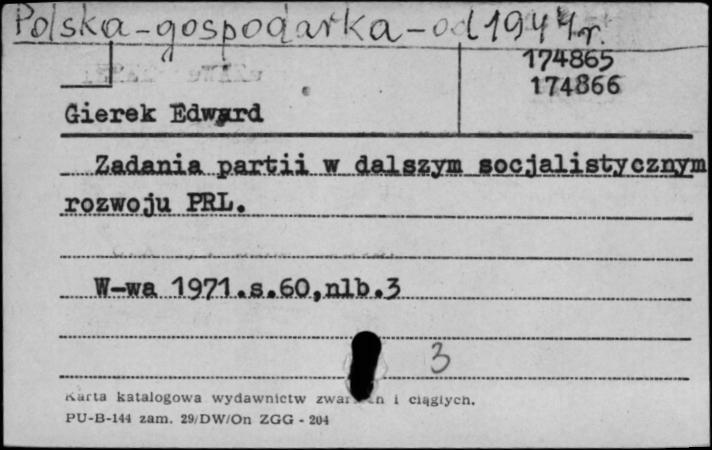 Polska-gospodarka-od 1944r.
174865
174866
Gierek Edward
Zadania partii w dalszym socjalistycznym
rozwoju PRL.
W-wa 1971.s.60,nlb.3
3
Karta katalogowa wydawnictw zwartych i ciągłych.
PU-B-144 zam. 29/DW/On ZGG - 204